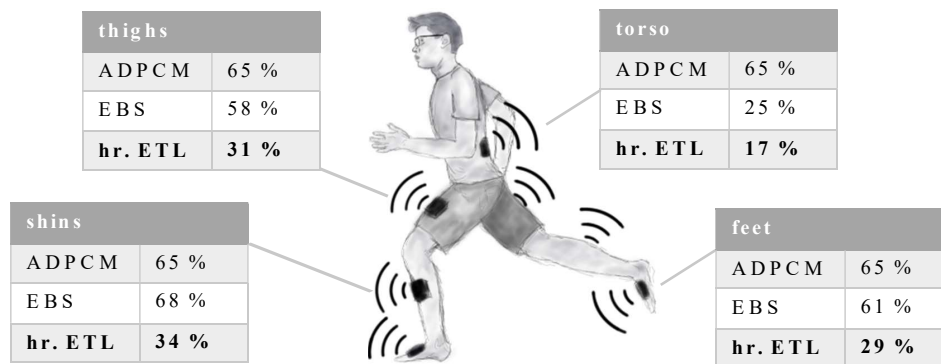 thighs
ADPCM 65 %
EBS 58 %
hr. ETL 31 %
torso
ADPCM 65 %
EBS 25 %
hr. ETL 17 %
shins
ADPCM 65 %
EBS 68 %
hr. ETL 34 %
feet
ADPCM 65 %
EBS 61 %
hr. ETL 29 %